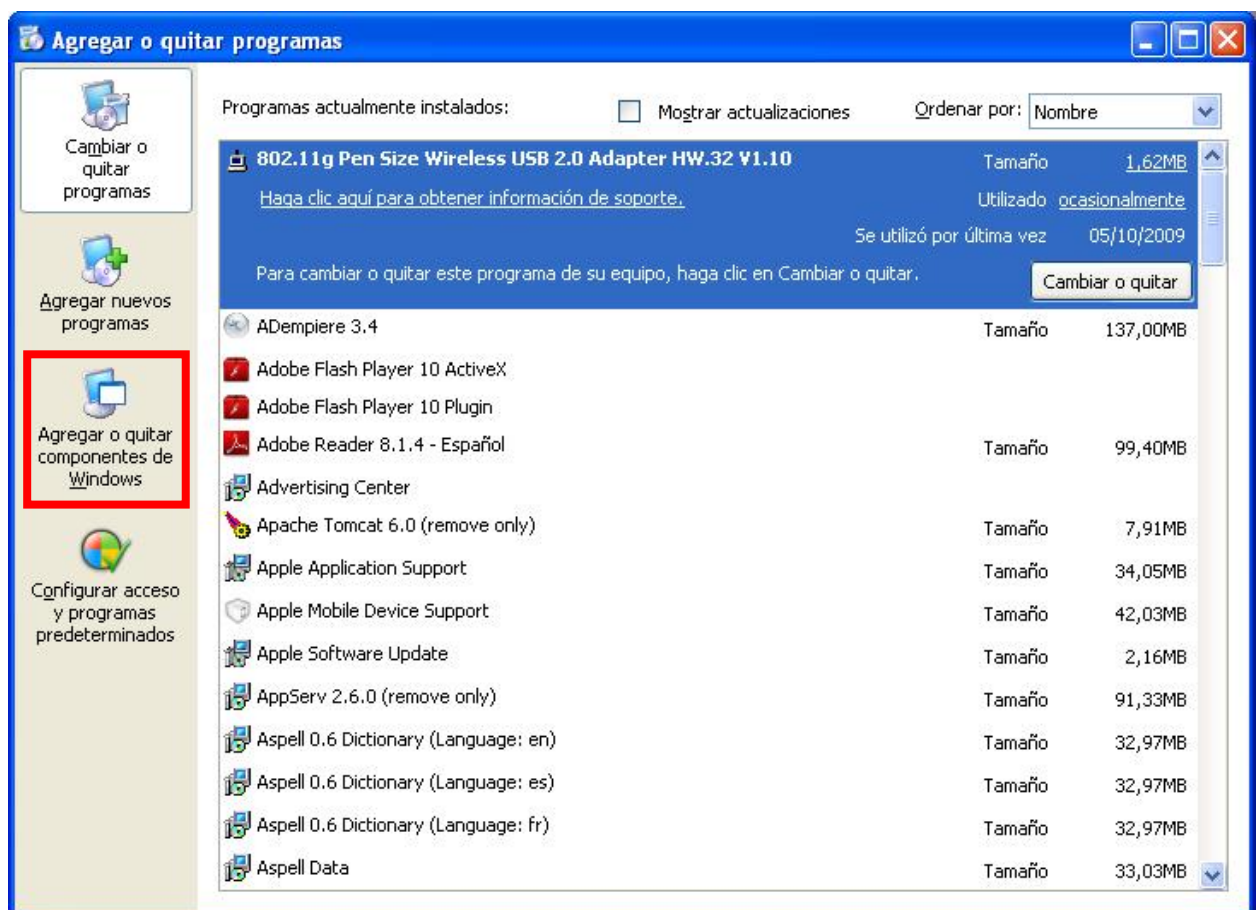 Agregar o quitar programas
Cambiar o
quitar
programas
Agregar nuevos
programas
Agregar o quitar
componentes de
Windows
Configurar acceso
y programas
predeterminados
Programas actualmente instalados: Mostrar actualizaciones Ordenar por: Nombre
802.11g Pen Size Wireless USB 2.0 Adapter HW.32 V1.10 Tamaño 1,62MB
Haga clic aquí para obtener información de soporte. Utilizado ocasionalmente
Se utilizó por última vez 05/10/2009
Para cambiar o quitar este programa de su equipo, haga clic en Cambiar o quitar. Cambiar o quitar
ADempiere 3.4 Tamaño 137,00MB
Adobe Flash Player 10 ActiveX
Adobe Flash Player 10 Plugin
Adobe Reader 8.1.4 - Español Tamaño 99,40MB
Advertising Center
Apache Tomcat 6.0 (remove only) Tamaño 7,91MB
Apple Application Support Tamaño 34,05MB
Apple Mobile Device Support Tamaño 42,03MB
Apple Software Update Tamaño 2,16MB
AppServ 2.6.0 (remove only) Tamaño 91,33MB
Aspell 0.6 Dictionary (Language: en) Tamaño 32,97MB
Aspell 0.6 Dictionary (Language: es) Tamaño 32,97MB
Aspell 0.6 Dictionary (Language: fr) Tamaño 32,97MB
Aspell Data Tamaño 33,03MB